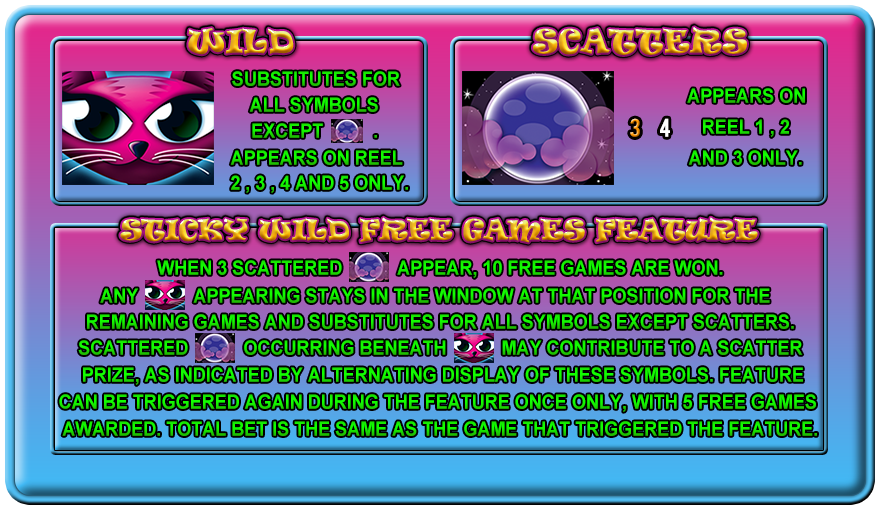 WILD
SUBSTITUTES FOR
ALL SYMBOLS
EXCEPT .
APPEARS ON REEL
2 , 3 , 4 AND 5 ONLY.
SCATTERS
3 4
APPEARS ON
REEL 1 , 2
AND 3 ONLY.
STICKY WILD FREE GAMES FEATURE
WHEN 3 SCATTERED APPEAR, 10 FREE GAMES ARE WON.
ANY APPEARING STAYS IN THE WINDOW AT THAT POSITION FOR THE
REMAINING GAMES AND SUBSTITUTES FOR ALL SYMBOLS EXCEPT SCATTERS.
SCATTERED OCCURRING BENEATH MAY CONTRIBUTE TO A SCATTER
PRIZE, AS INDICATED BY ALTERNATING DISPLAY OF THESE SYMBOLS. FEATURE
CAN BE TRIGGERED AGAIN DURING THE FEATURE ONCE ONLY, WITH 5 FREE GAMES
AWARDED. TOTAL BET IS THE SAME AS THE GAME THAT TRIGGERED THE FEATURE.